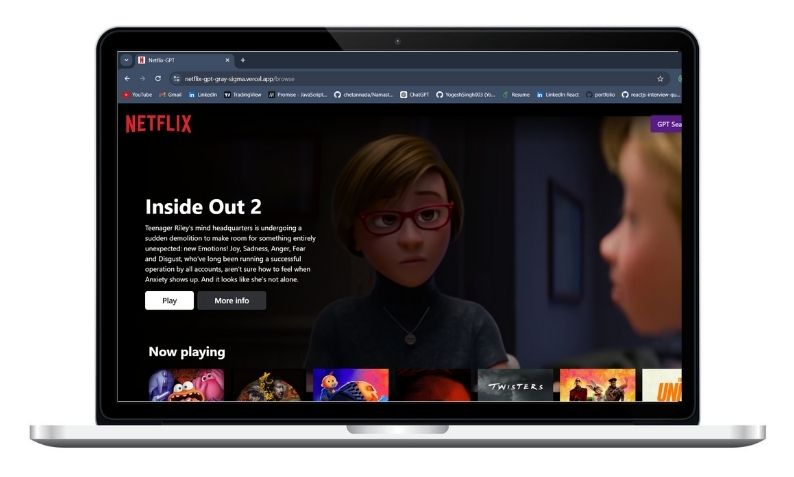 Netflix-GPT
netflix-gpt-gray-sigma.vercel.app/browse
YouTube Gmail LinkedIn TradingView Promise - JavaScript... chetannada/Namast... ChatGPT YogeshSingh003 (Yo... Resume LinkedIn React portfolio reactjs-interview-qu...
NETFLIX
GPT Sea
Inside Out 2
Teenager Riley's mind headquarters is undergoing a
sudden demolition to make room for something entirely
unexpected: new Emotions! Joy, Sadness, Anger, Fear
and Disgust, who've long been running a successful
operation by all accounts, aren't sure how to feel when
Anxiety shows up. And it looks like she's not alone.
Play More info
Now playing
TWISTERS
UNI